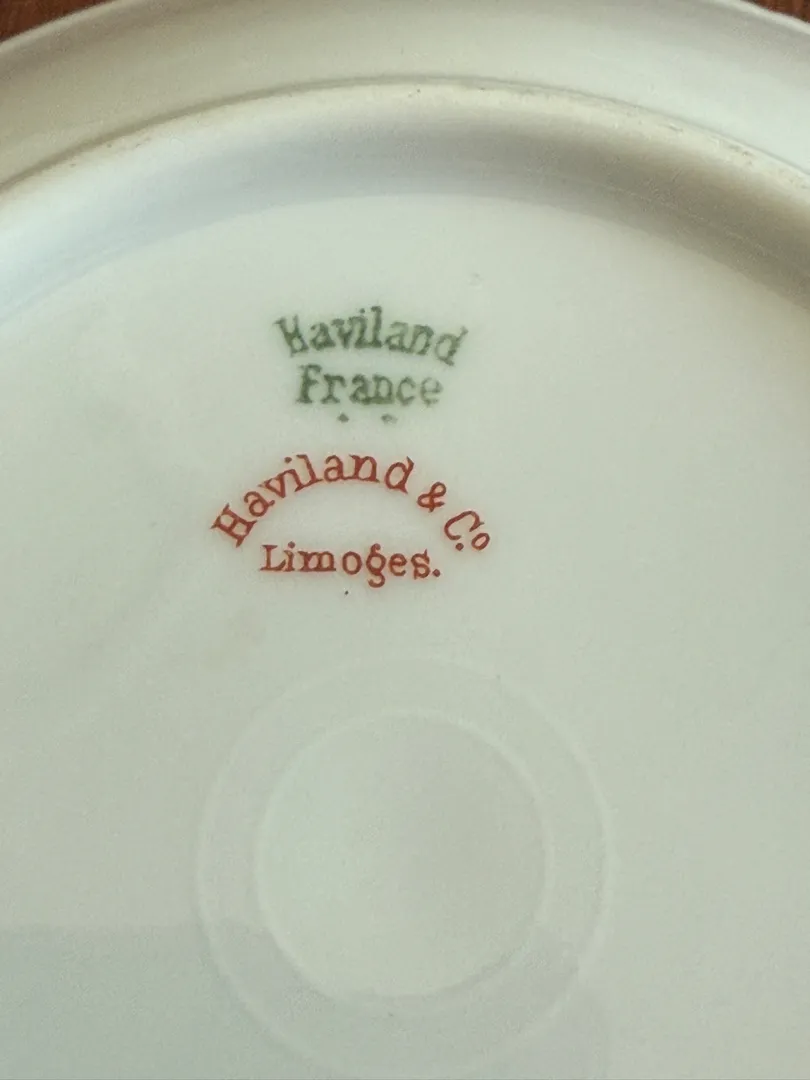 Haviland
France
Haviland & Co.
Limoges.